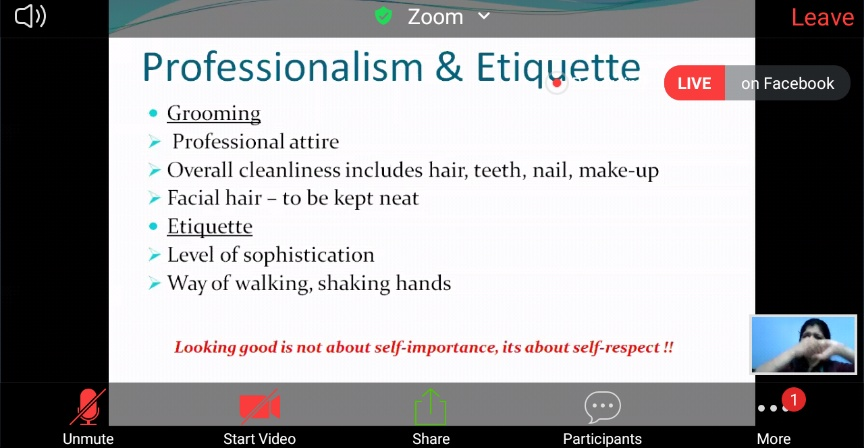 Zoom
Leave
Professionalism & Etiquette
LIVE on Facebook
Grooming
Professional attire
Overall cleanliness includes hair, teeth, nail, make-up
Facial hair – to be kept neat
Etiquette
Level of sophistication
Way of walking, shaking hands
Looking good is not about self-importance, its about self-respect !!
1
Unmute
Start Video
Share
Participants
More